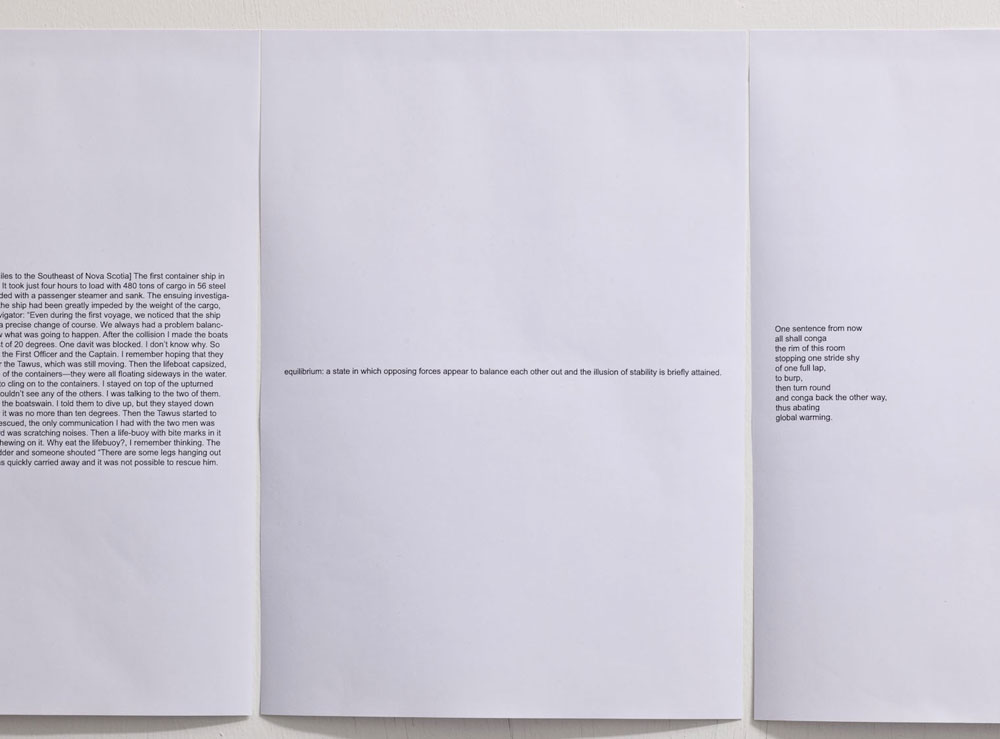 iles to the Southeast of Nova Scotia] The first container ship in
It took just four hours to load with 480 tons of cargo in 56 steel
ded with a passenger steamer and sank. The ensuing investiga-
he ship had been greatly impeded by the weight of the cargo,
vigator: "Even during the first voyage, we noticed that the ship
a precise change of course. We always had a problem balanc-
what was going to happen. After the collision I made the boats
t of 20 degrees. One davit was blocked. I don't know why. So
the First Officer and the Captain. I remember hoping that they
the Tawus, which was still moving. Then the lifeboat capsized,
of the containers—they were all floating sideways in the water.
o cling on to the containers. I stayed on top of the upturned
ouldn't see any of the others. I was talking to the two of them.
the boatswain. I told them to dive up, but they stayed down
it was no more than ten degrees. Then the Tawus started to
escued, the only communication I had with the two men was
d was scratching noises. Then a life-buoy with bite marks in it
hewing on it. Why eat the lifebuoy?, I remember thinking. The
dder and someone shouted "There are some legs hanging out
s quickly carried away and it was not possible to rescue him.
equilibrium: a state in which opposing forces appear to balance each other out and the illusion of stability is briefly attained.
One sentence from now
all shall conga
the rim of this room
stopping one stride shy
of one full lap,
to burp,
then turn round
and conga back the other way,
thus abating
global warming.